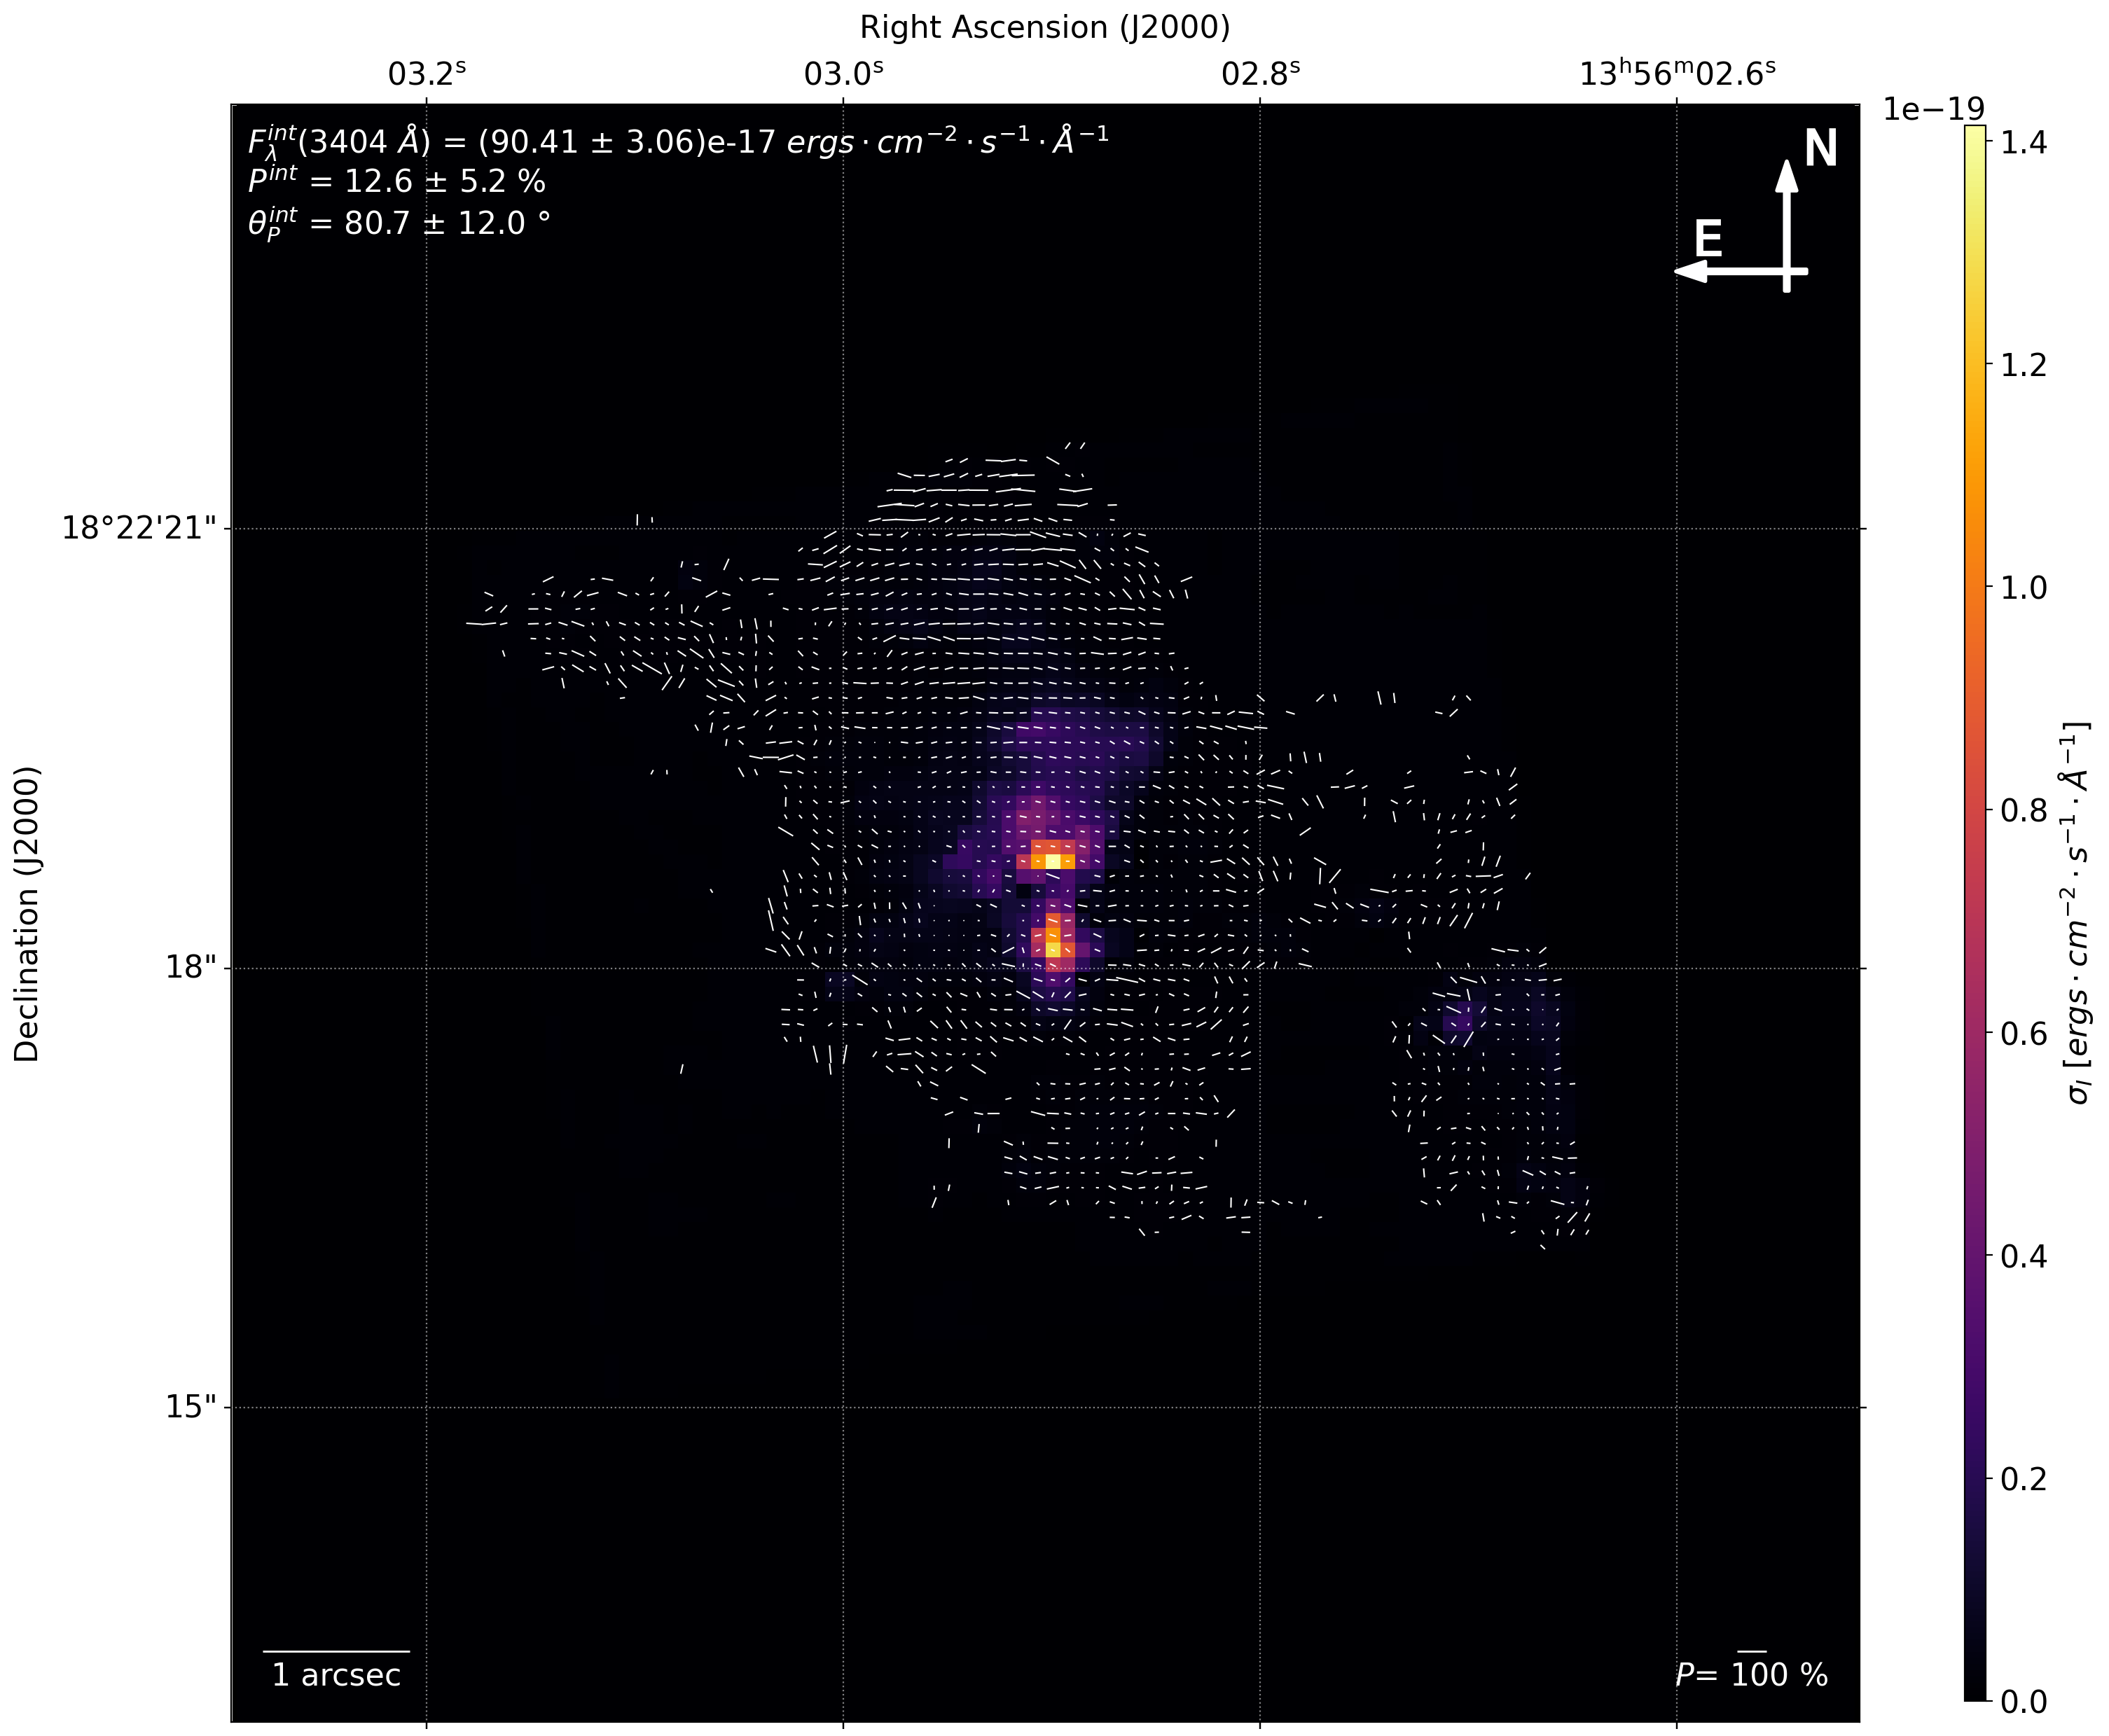 Right Ascension (J2000)
03.2ˢ 03.0ˢ 02.8ˢ 13ʰ56ᵐ02.6ˢ
1e−19
F_λ^int(3404 Å) = (90.41 ± 3.06)e-17 ergs · cm⁻² · s⁻¹ · Å⁻¹
P^int = 12.6 ± 5.2 %
θ_P^int = 80.7 ± 12.0 °
N
E
18°22'21"
18"
15"
Declination (J2000)
1 arcsec
P= 100 %
1.4
1.2
1.0
0.8
0.6
0.4
0.2
0.0
σ_I [ergs · cm⁻² · s⁻¹ · Å⁻¹]